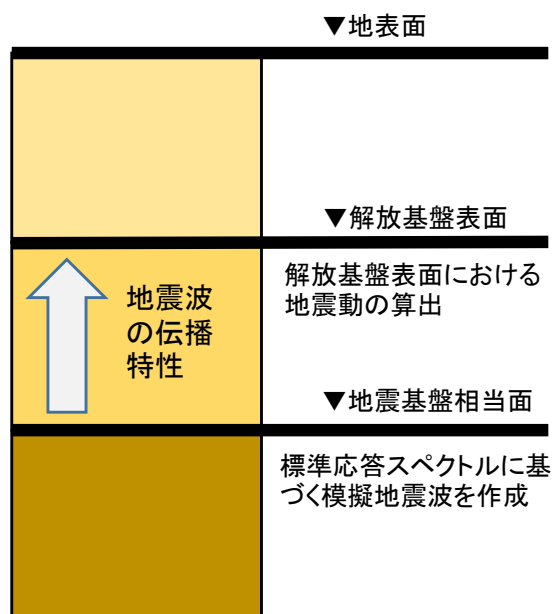 ▼地表面
▼解放基盤表面
解放基盤表面における
地震動の算出
地震波
の伝播
特性
▼地震基盤相当面
標準応答スペクトルに基
づく模擬地震波を作成